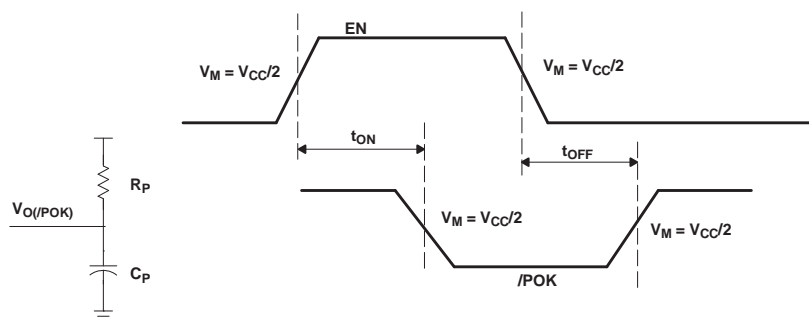 EN
V_M = V_CC/2
V_M = V_CC/2
t_ON
t_OFF
R_P
V_O(/POK)
V_M = V_CC/2
V_M = V_CC/2
C_P
/POK